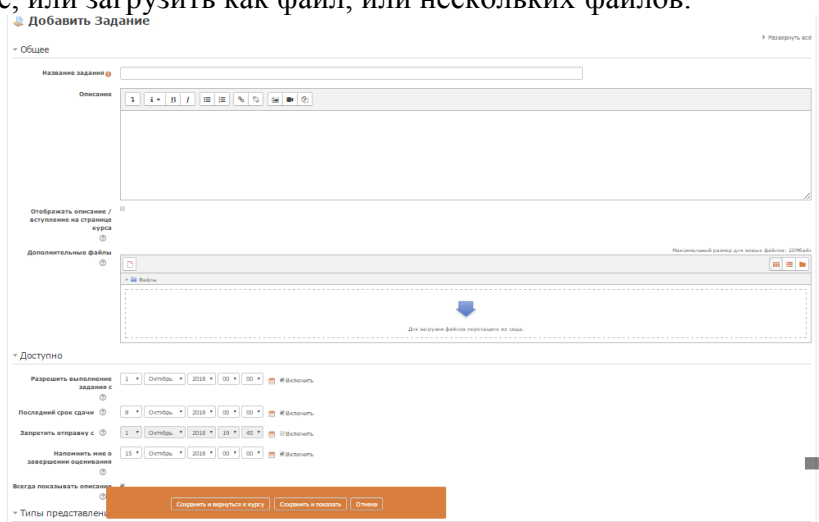 е, или загрузить как файл, или нескольких файлов.
Добавить Задание
Развернуть всё
Общее
Название задания
Описание
Отображать описание /
вступление на странице
курса
Дополнительные файлы
Максимальный размер для новых файлов: 20Мбайт
Файлы
Для загрузки файлов перетащите их сюда.
Доступно
Разрешить выполнение
задания с
1 Октябрь 2018 00 00 Включить
Последний срок сдачи 8 Октябрь 2018 00 00 Включить
Запретить отправку с 1 Октябрь 2018 19 45 Включить
Напомнить мне о
завершении оценивания
15 Октябрь 2018 00 00 Включить
Всегда показывать описание
Сохранить и вернуться к курсу Сохранить и показать Отмена
Типы представлен